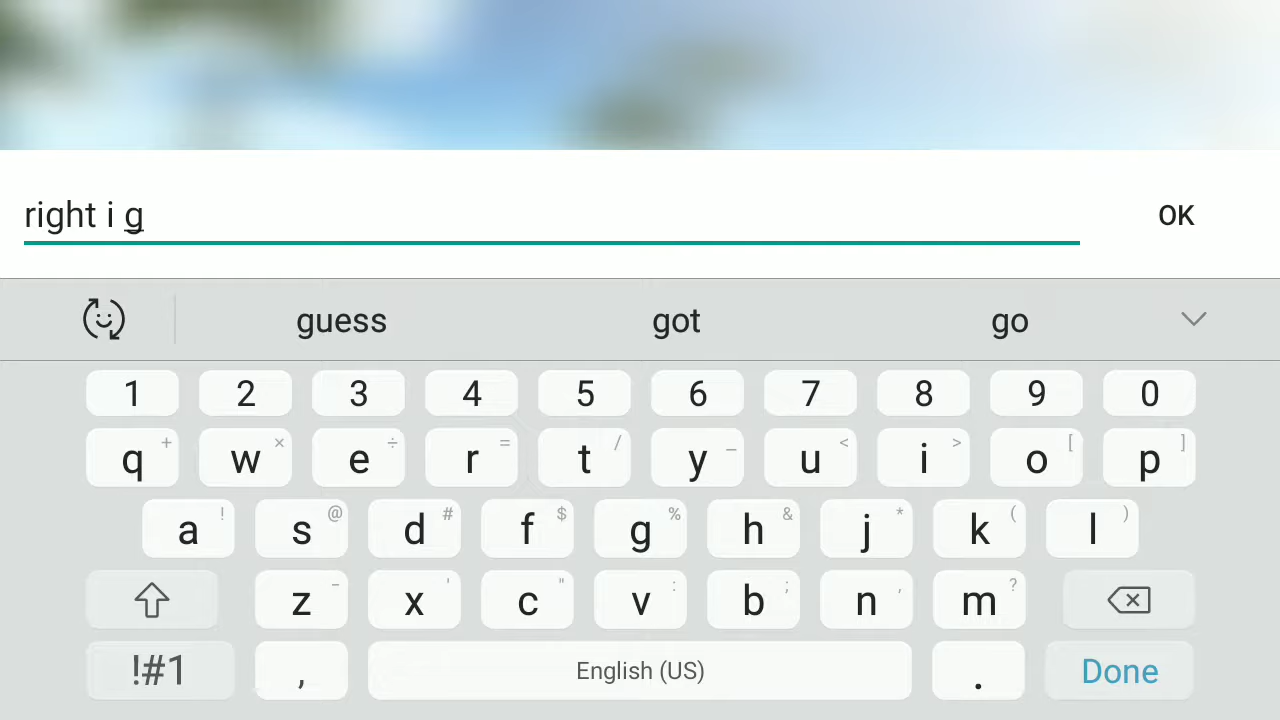 right i g
OK
guess got go
1 2 3 4 5 6 7 8 9 0
q + w × e ÷ r = t / y _ u < i > o [ p ]
a ! s @ d # f $ g % h & j * k ( l )
z - x ' c " v : b ; n , m ?
!#1 , English (US) . Done